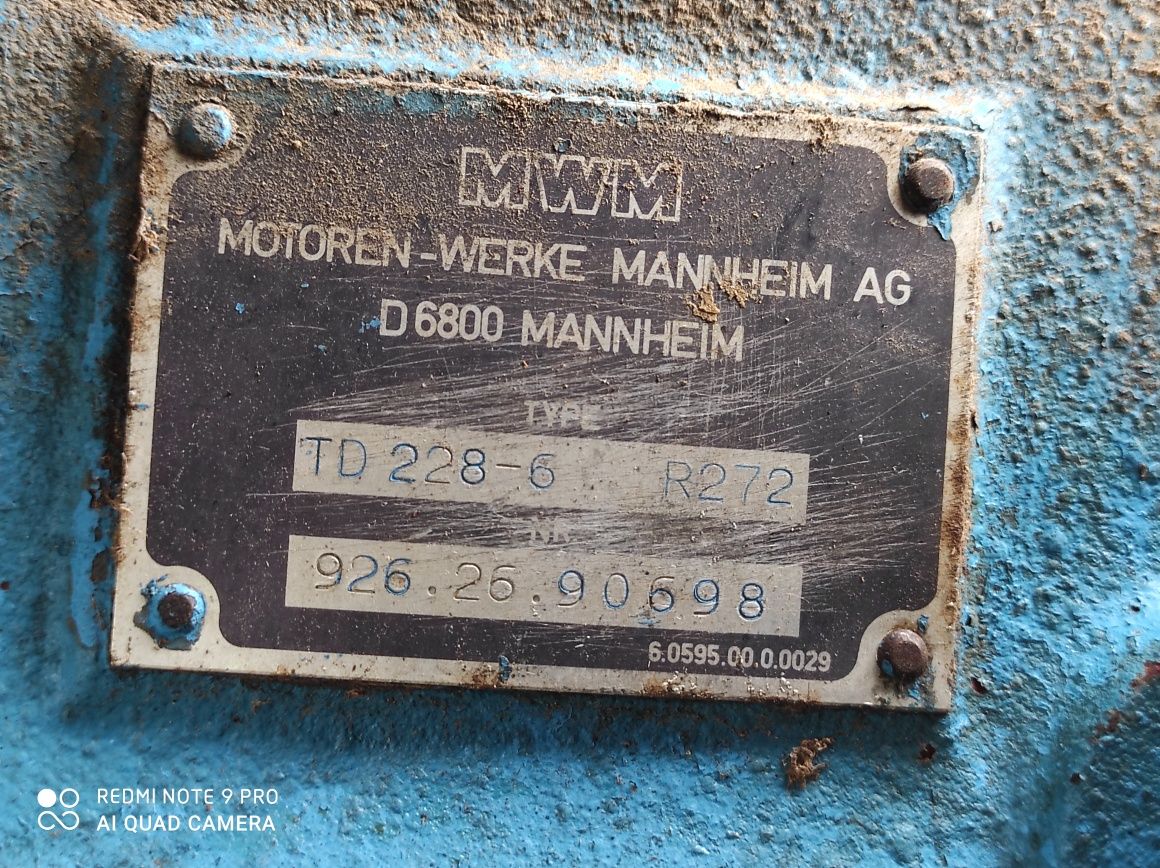 MWM
MOTOREN-WERKE MANNHEIM AG
D 6800 MANNHEIM
TYPE
TD 228-6 R272
NR.
926.26.90698
6.0595.00.0.0029
REDMI NOTE 9 PRO
AI QUAD CAMERA